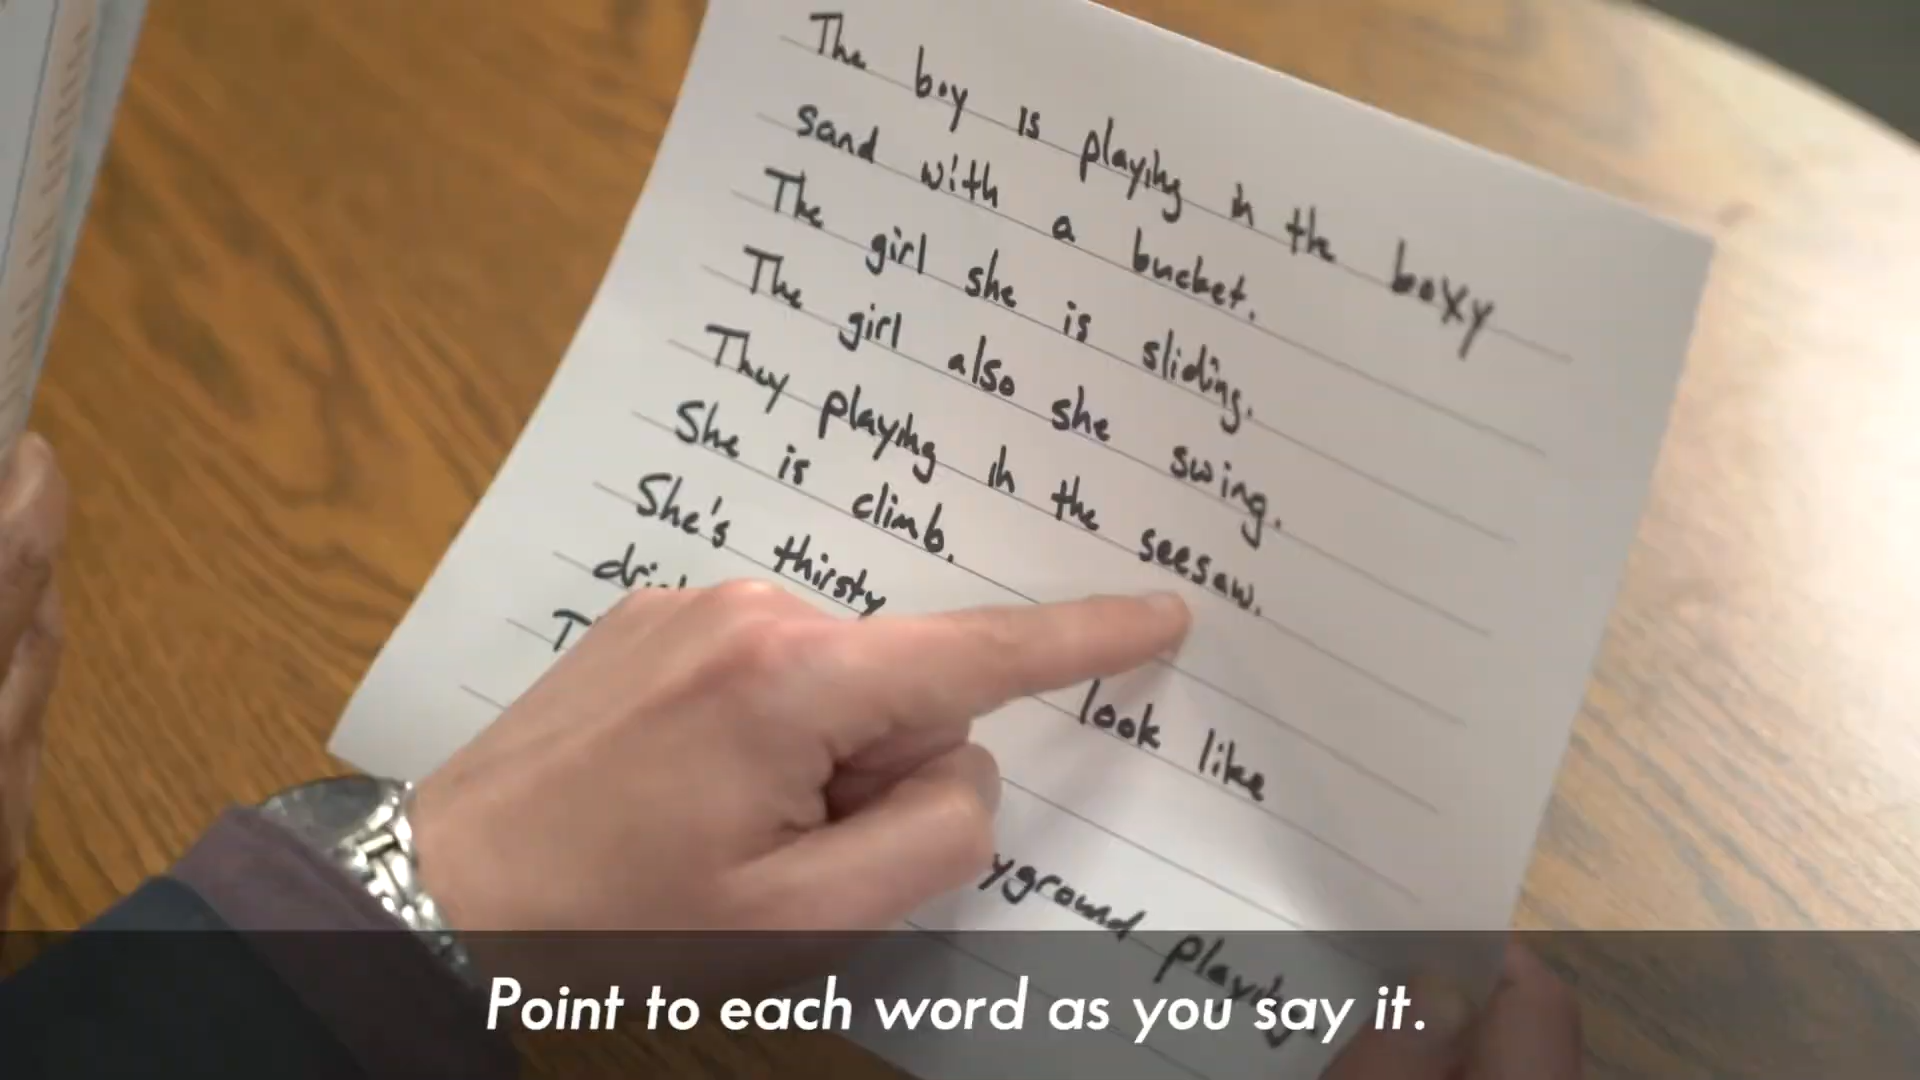 The boy is playing in the boxy
sand with a bucket.
The girl she is sliding.
The girl also she swing.
They playing in the seesaw.
She is climb.
She's thirsty
look like
playing.
Point to each word as you say it.